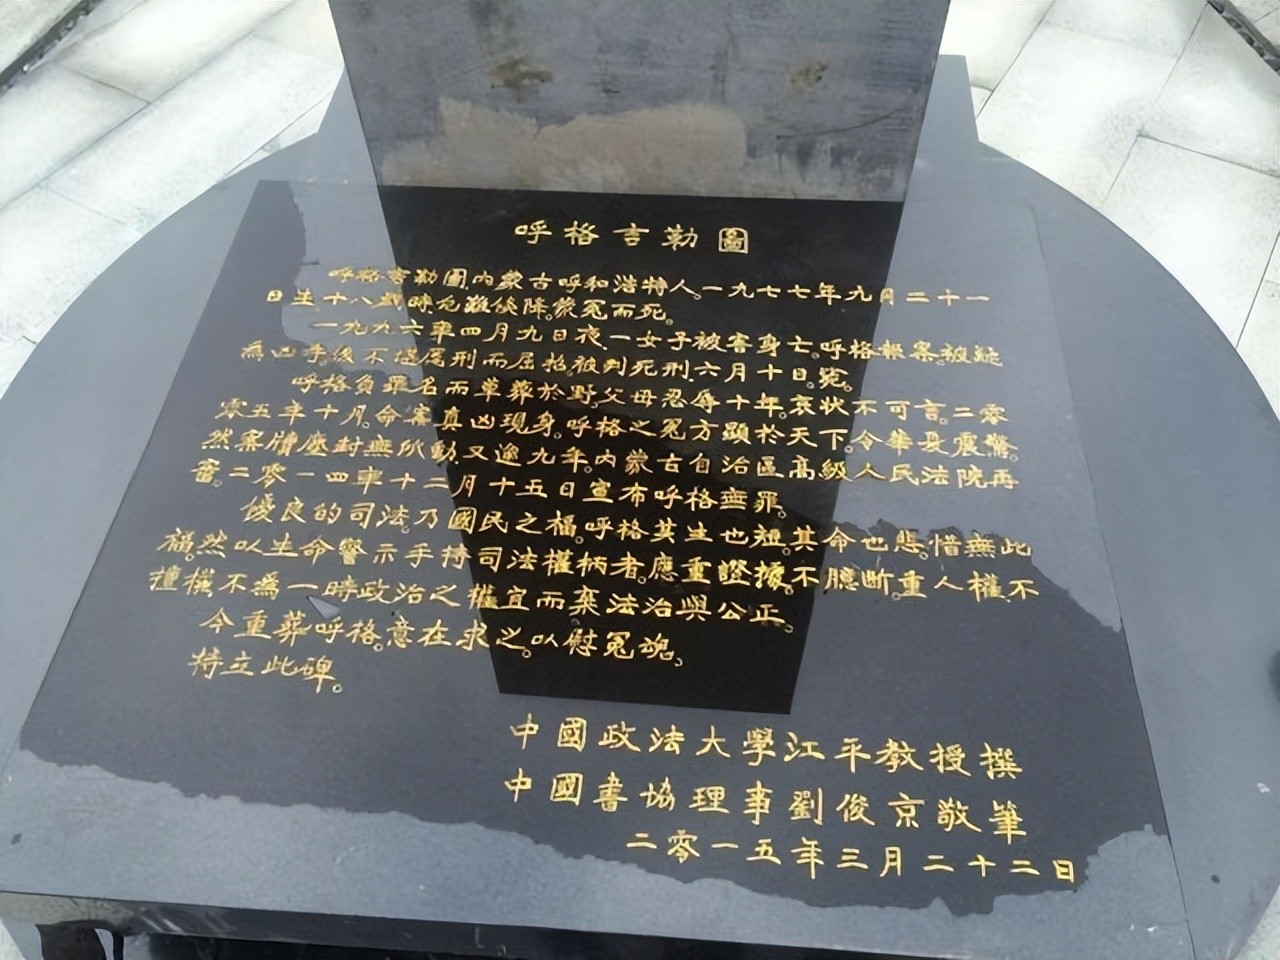 呼格吉勒圖
呼格吉勒圖,内蒙古呼和浩特人。一九七七年九月二十一
日生。十八歲時,危難倏降,蒙冤而死。
一九九六年四月九日夜,一女子被害身亡。呼格報案,被疑
爲凶手。後不堪厲刑而屈招,被判死刑,六月十日。冤。
呼格負罪名而草葬於野,父母忍辱十年,哀状不可言。二零
零五年十月,命案真凶現身。呼格之冤方顯於天下。令華夏震驚。
然案牘塵封無所動,又逾九年。内蒙古自治區高級人民法院再
審。二零一四年十二月十五日宣布呼格無罪。
優良的司法,乃國民之福。呼格其生也短,其命也悲。惜無此
福。然以生命警示手持司法權柄者。應重證據,不臆断。重人權,不
擅權,不爲一時政治之權宜而棄法治與公正。
今重葬呼格,意在求之。以慰冤魂,
特立此碑。
中國政法大學江平教授撰
中國書協理事劉俊京敬筆
二零一五年三月二十二日